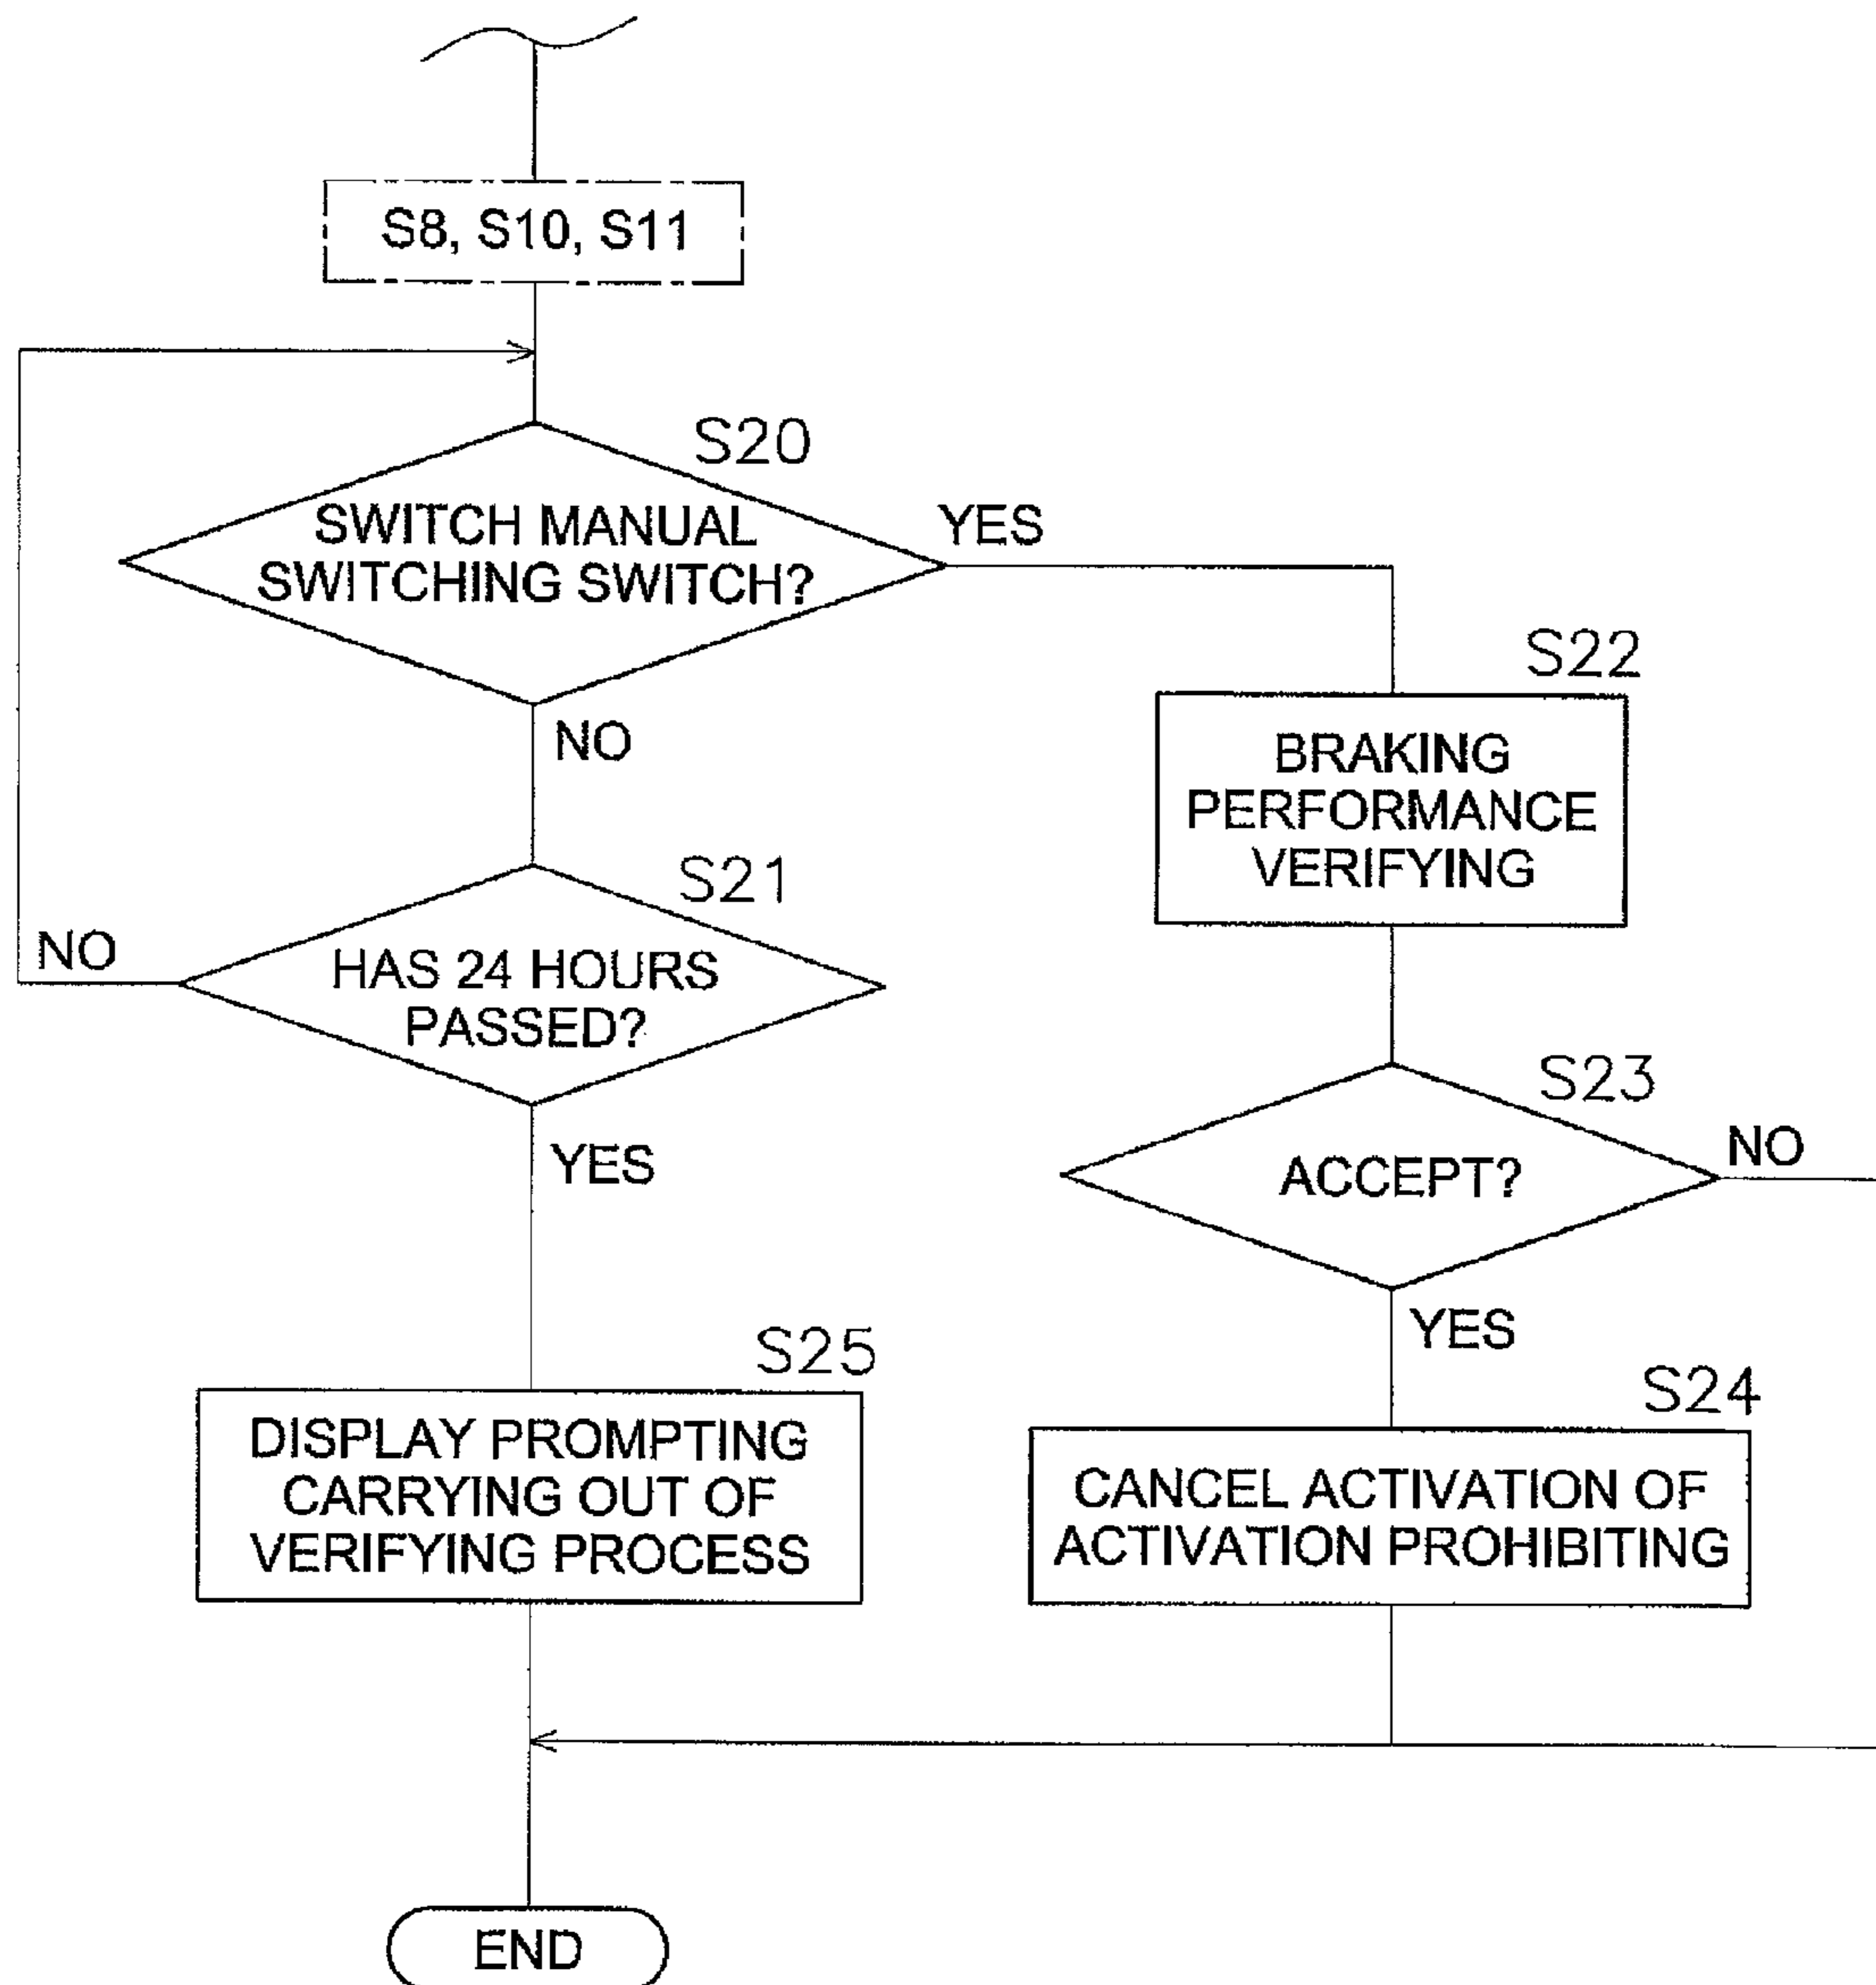 S8, S10, S11
S20
SWITCH MANUAL
SWITCHING SWITCH?
YES
NO
S22
BRAKING
PERFORMANCE
VERIFYING
S21
HAS 24 HOURS
PASSED?
NO
YES
S23
ACCEPT?
NO
YES
S25
DISPLAY PROMPTING
CARRYING OUT OF
VERIFYING PROCESS
S24
CANCEL ACTIVATION OF
ACTIVATION PROHIBITING
END